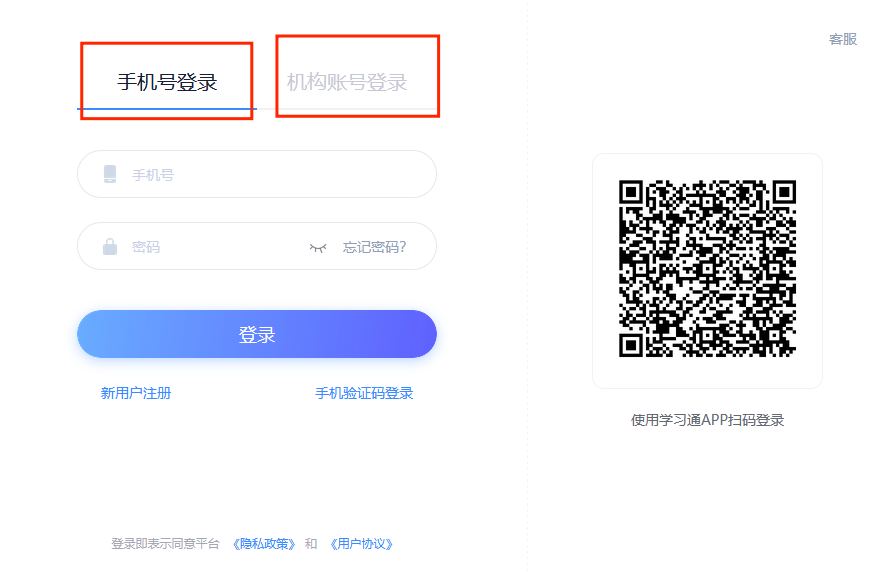 客服
手机号登录 机构账号登录
手机号
密码 忘记密码?
登录
新用户注册 手机验证码登录
使用学习通APP扫码登录
登录即表示同意平台 《隐私政策》 和 《用户协议》